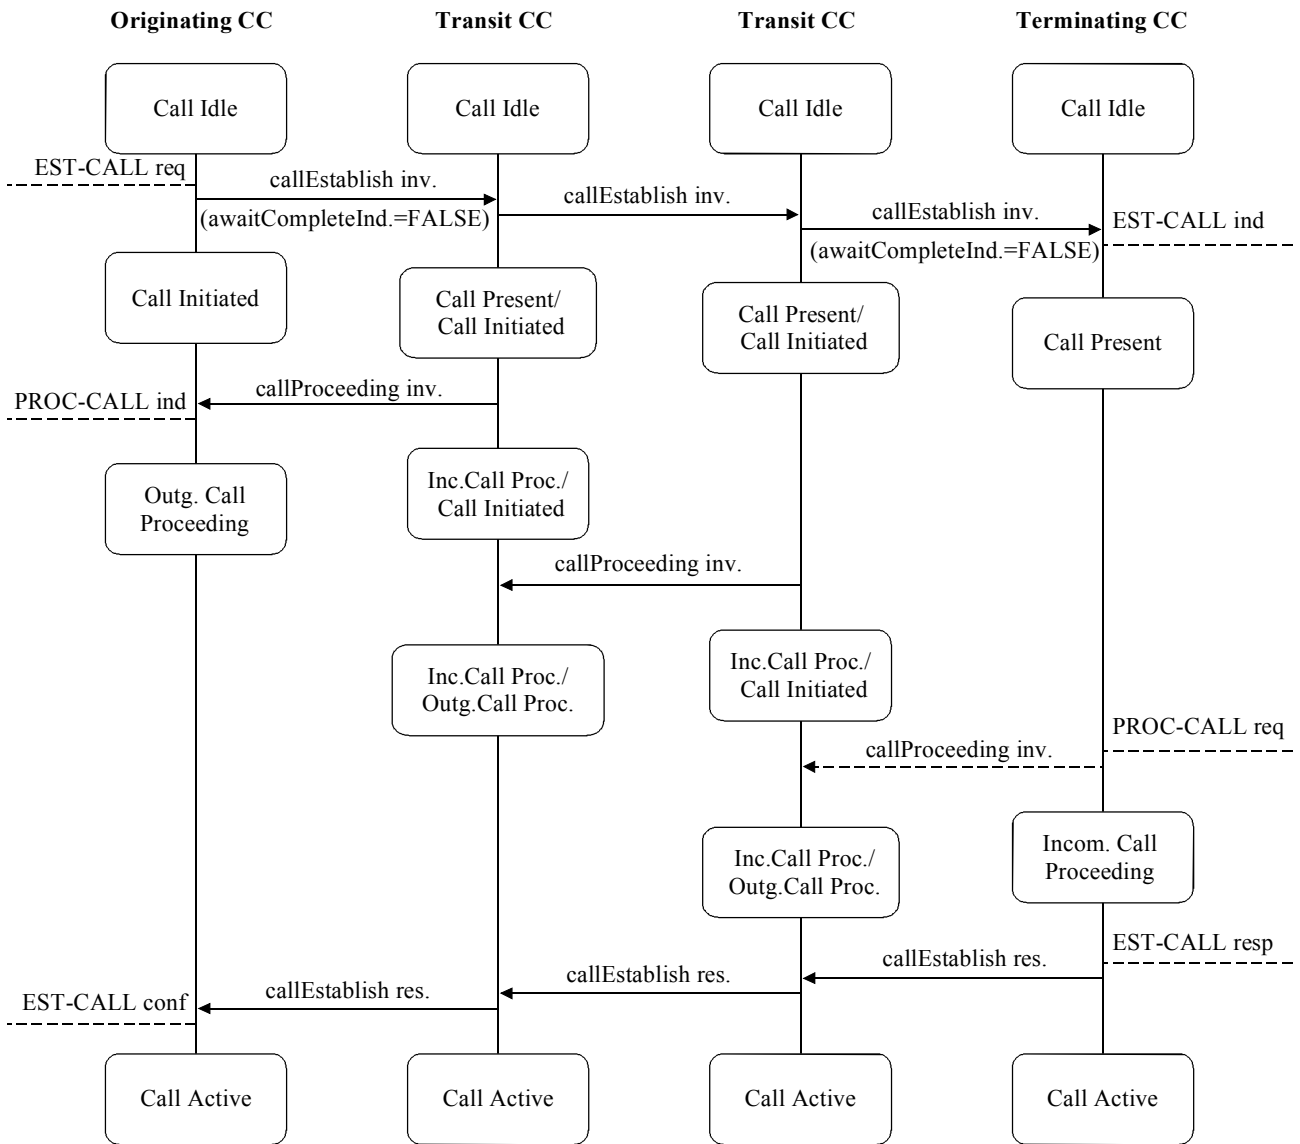 Originating CC
Transit CC
Transit CC
Terminating CC
Call Idle
Call Idle
Call Idle
Call Idle
EST-CALL req
callEstablish inv.
(awaitCompleteInd.=FALSE)
callEstablish inv.
callEstablish inv.
(awaitCompleteInd.=FALSE)
EST-CALL ind
Call Initiated
Call Present/
Call Initiated
Call Present/
Call Initiated
Call Present
PROC-CALL ind
callProceeding inv.
Outg. Call
Proceeding
Inc.Call Proc./
Call Initiated
callProceeding inv.
Inc.Call Proc./
Outg.Call Proc.
Inc.Call Proc./
Call Initiated
PROC-CALL req
callProceeding inv.
Inc.Call Proc./
Outg.Call Proc.
Incom. Call
Proceeding
EST-CALL resp
callEstablish res.
callEstablish res.
callEstablish res.
EST-CALL conf
Call Active
Call Active
Call Active
Call Active